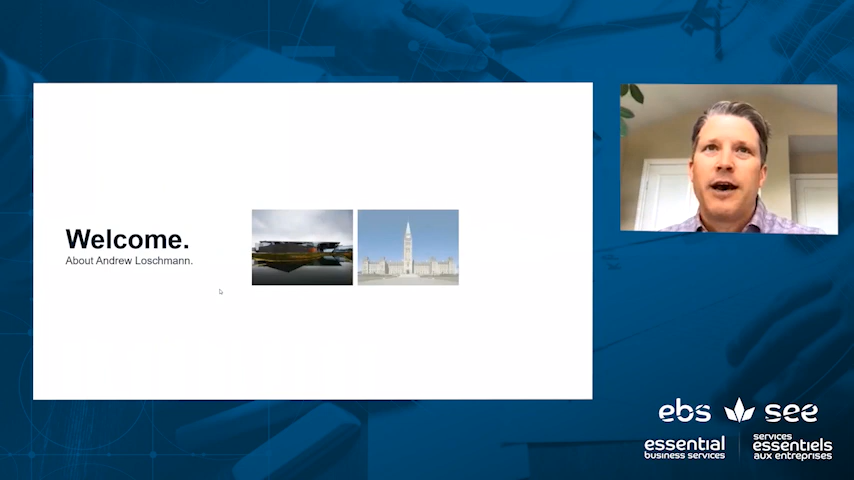 Welcome.
About Andrew Loschmann.
ebs see
essential
business services
services
essentiels
aux entreprises